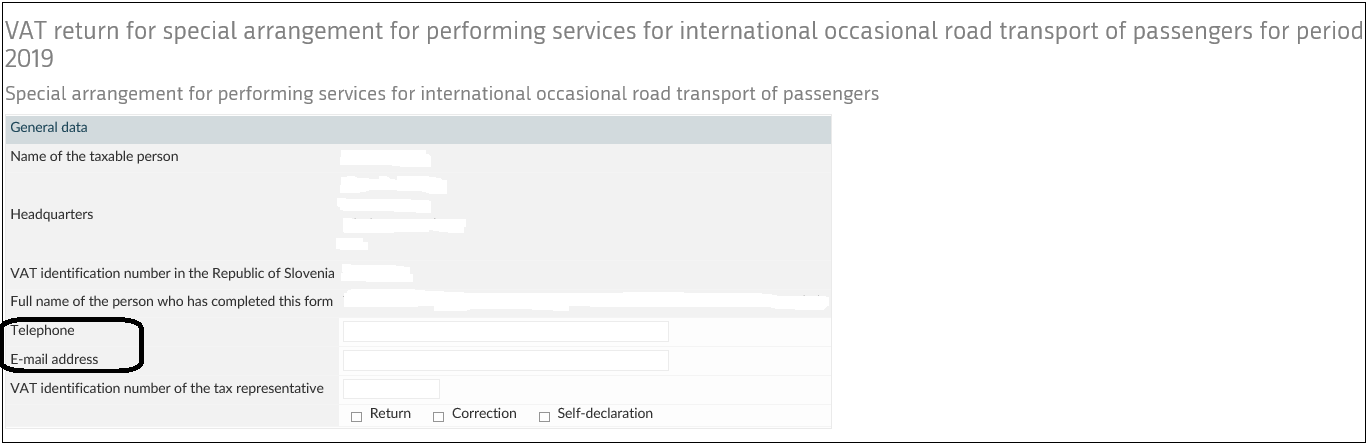 VAT return for special arrangement for performing services for international occasional road transport of passengers for period
2019
Special arrangement for performing services for international occasional road transport of passengers
General data
Name of the taxable person
Headquarters
VAT identification number in the Republic of Slovenia
Full name of the person who has completed this form
Telephone
E-mail address
VAT identification number of the tax representative
Return Correction Self-declaration